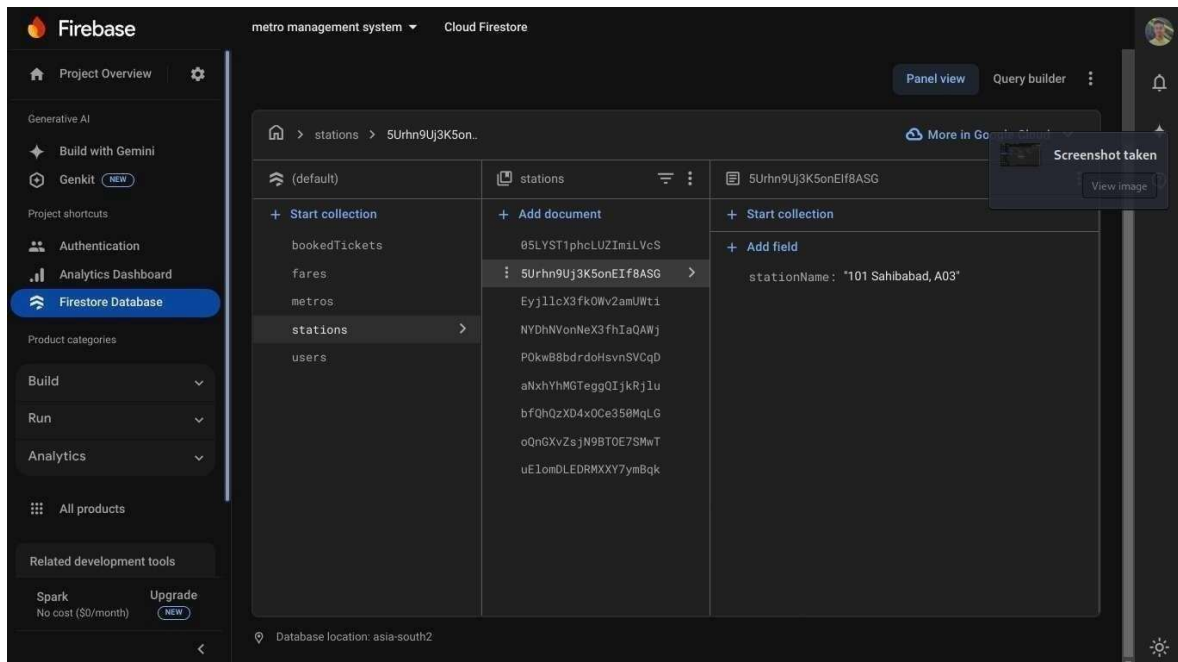 Firebase
metro management system
Cloud Firestore
Project Overview
Panel view
Query builder
Generative AI
Build with Gemini
Genkit NEW
Project shortcuts
Authentication
Analytics Dashboard
Firestore Database
Product categories
Build
Run
Analytics
All products
Related development tools
Spark
No cost ($0/month)
Upgrade
NEW
stations > 5Urhn9Uj3K5on..
More in Google Cloud
Screenshot taken
View image
(default)
+ Start collection
bookedTickets
fares
metros
stations
users
stations
+ Add document
05LYST1phcLUZImiLVcS
5Urhn9Uj3K5onEIf8ASG
EyjllcX3fkOWv2amUWti
NYDhNVonNeX3fhIaQAWj
POkwB8bdrdoHsvnSVCqD
aNxhYhMGTeggQIjkRjlu
bfQhQzXD4xOCe350MqLG
oQnGXvZsjN9BTOE7SMwT
uElomDLEDRMXXY7ymBqk
5Urhn9Uj3K5onEIf8ASG
+ Start collection
+ Add field
stationName: "101 Sahibabad, A03"
Database location: asia-south2